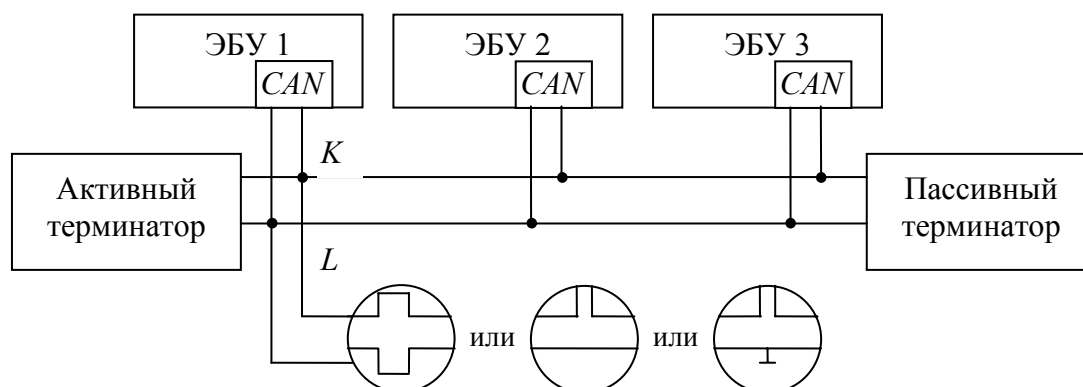 ЭБУ 1
CAN
ЭБУ 2
CAN
ЭБУ 3
CAN
K
Активный
терминатор
Пассивный
терминатор
L
или
или